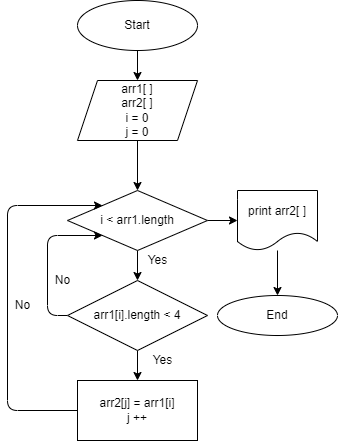 Start
arr1[ ]
arr2[ ]
i = 0
j = 0
i < arr1.length
print arr2[ ]
Yes
No
No
arr1[i].length < 4
End
Yes
arr2[j] = arr1[i]
j ++